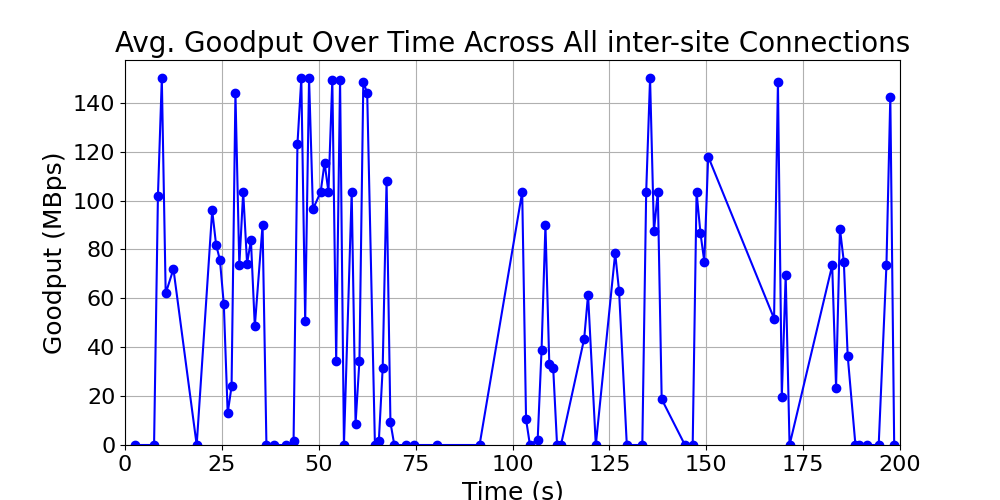 Avg. Goodput Over Time Across All inter-site Connections
Goodput (MBps)
140
120
100
80
60
40
20
0
0 25 50 75 100 125 150 175 200
Time (s)